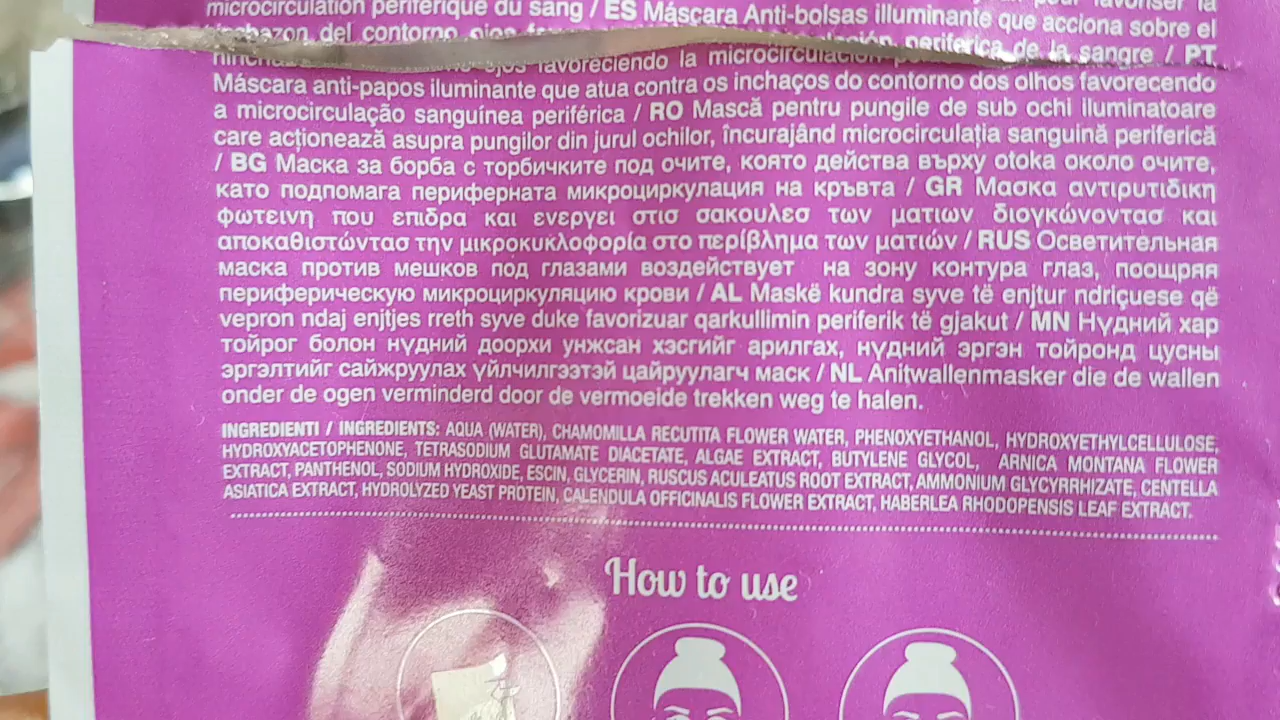 microcirculation périférique du sang / ES Máscara Anti-bolsas illuminante que acciona sobre el
del contorno
favoreciendo la microcirculación periferica de la sangre / PT
Máscara anti-papos iluminante que atua contra os inchaços do contorno dos olhos favorecendo
a microcirculação sanguínea periférica / RO Mască pentru pungile de sub ochi iluminatoare
care acționează asupra pungilor din jurul ochilor, încurajând microcirculația sanguină periferică
/ BG Маска за борба с торбичките под очите, която действа върху otoka около очите,
като подпомага периферната микроциркулация на кръвта / GR Μασκα αντιρυτιδικη
φωτεινη που επιδρα και ενεργει στισ σακουλεσ των ματιων διογκώνοντασ και
αποκαθιστώντασ την μικροκυκλοφορία στο περίβλημα των ματιών / RUS Осветительная
маска против мешков под глазами воздействует на зону контура глаз, поощряя
периферическую микроциркуляцию крови / AL Maskë kundra syve të enjtur ndriçuese që
vepron ndaj enjtjes rreth syve duke favorizuar qarkullimin periferik të gjakut / MN Нүдний хар
тойрог болон нүдний доорхи унжсан хэсгийг арилгах, нүдний эргэн тойронд цусны
эргэлтийг сайжруулах үйлчилгээтэй цайруулагч маск / NL Anitwallenmasker die de wallen
onder de ogen verminderd door de vermoeide trekken weg te halen.
INGREDIENTI / INGREDIENTS: AQUA (WATER), CHAMOMILLA RECUTITA FLOWER WATER, PHENOXYETHANOL, HYDROXYETHYLCELLULOSE,
HYDROXYACETOPHENONE, TETRASODIUM GLUTAMATE DIACETATE, ALGAE EXTRACT, BUTYLENE GLYCOL, ARNICA MONTANA FLOWER
EXTRACT, PANTHENOL, SODIUM HYDROXIDE, ESCIN, GLYCERIN, RUSCUS ACULEATUS ROOT EXTRACT, AMMONIUM GLYCYRRHIZATE, CENTELLA
ASIATICA EXTRACT, HYDROLYZED YEAST PROTEIN, CALENDULA OFFICINALIS FLOWER EXTRACT, HABERLEA RHODOPENSIS LEAF EXTRACT.
How to use